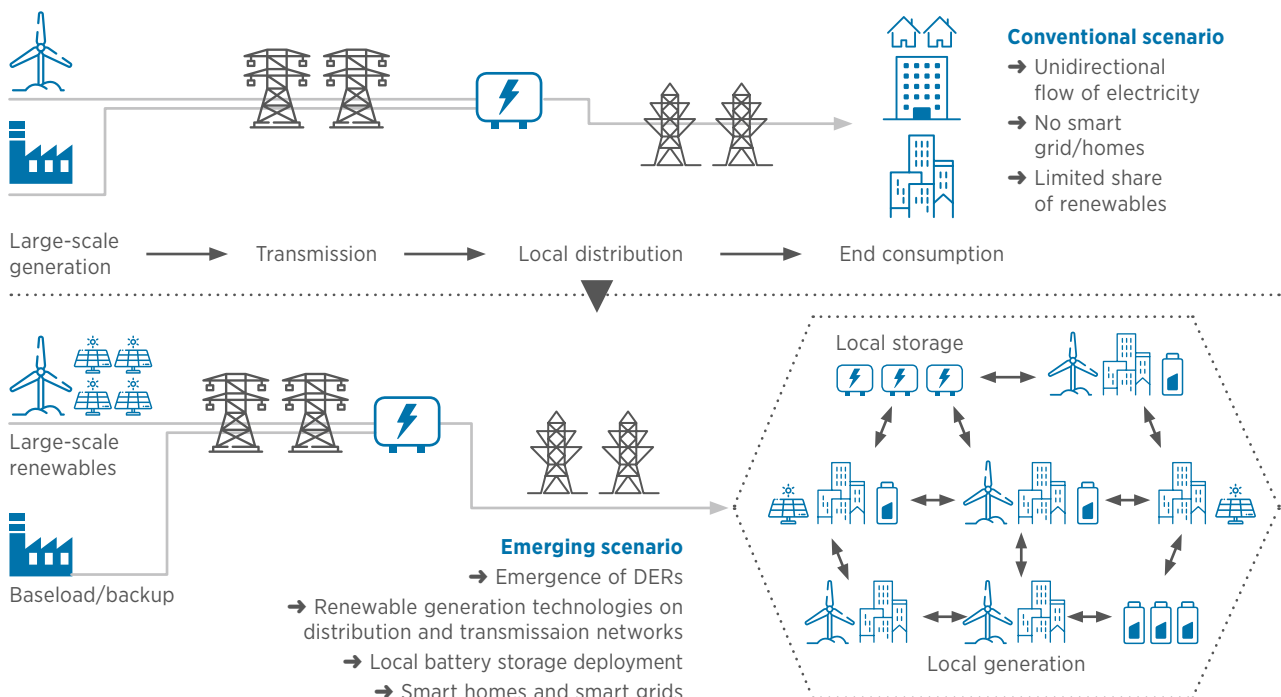 Conventional scenario
➔ Unidirectional
flow of electricity
➔ No smart
grid/homes
➔ Limited share
of renewables
Large-scale
generation
Transmission
Local distribution
End consumption
Large-scale
renewables
Baseload/backup
Emerging scenario
➔ Emergence of DERs
➔ Renewable generation technologies on
distribution and transmissaion networks
➔ Local battery storage deployment
➔ Smart homes and smart grids
Local storage
Local generation